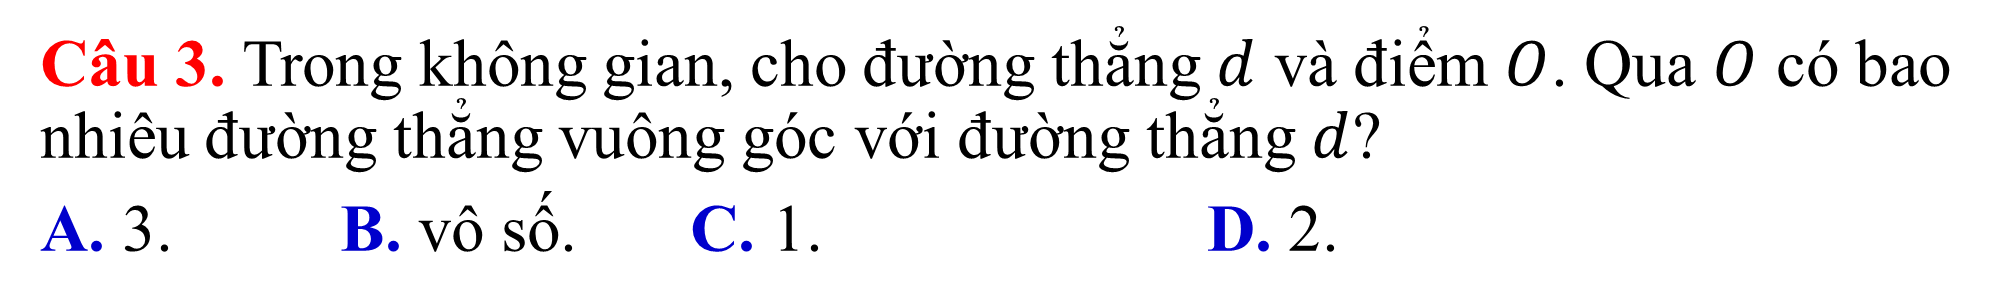 Câu 3. Trong không gian, cho đường thẳng d và điểm O. Qua O có bao
nhiêu đường thẳng vuông góc với đường thẳng d?
A. 3. B. vô số. C. 1. D. 2.